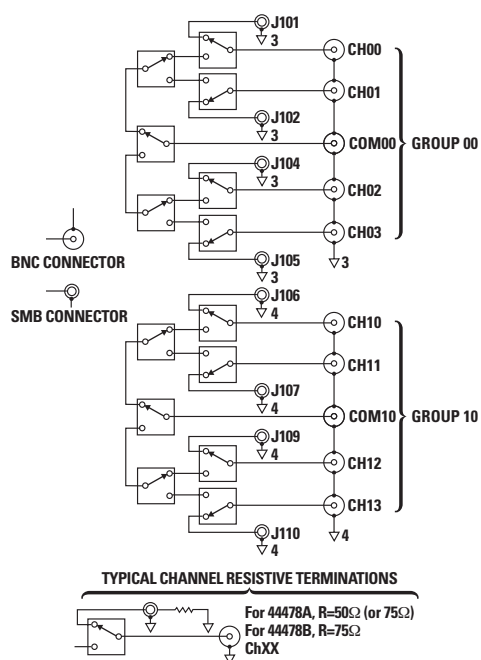 J101
3
CH00
CH01
J102
3
COM00
GROUP 00
J104
3
CH02
CH03
J105
3
3
BNC CONNECTOR
SMB CONNECTOR
J106
4
CH10
CH11
J107
4
COM10
GROUP 10
J109
4
CH12
CH13
J110
4
4
TYPICAL CHANNEL RESISTIVE TERMINATIONS
For 44478A, R=50Ω (or 75Ω)
For 44478B, R=75Ω
ChXX